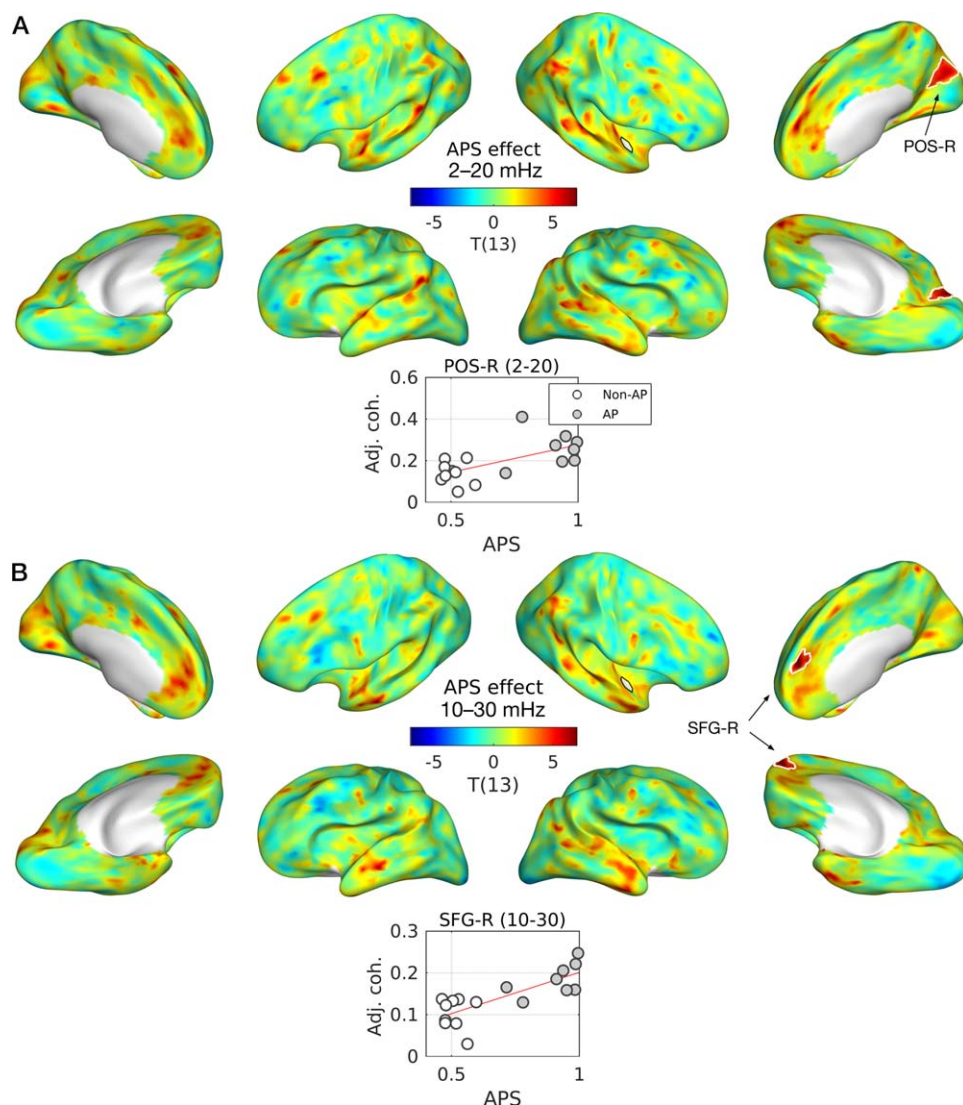 A
POS-R
APS effect
2–20 mHz
-5 0 5
T(13)
POS-R (2-20)
0.6
0.4
0.2
0
Adj. coh.
Non-AP
AP
0.5 1
APS
B
SFG-R
APS effect
10–30 mHz
-5 0 5
T(13)
SFG-R (10-30)
0.3
0.2
0.1
0
Adj. coh.
0.5 1
APS